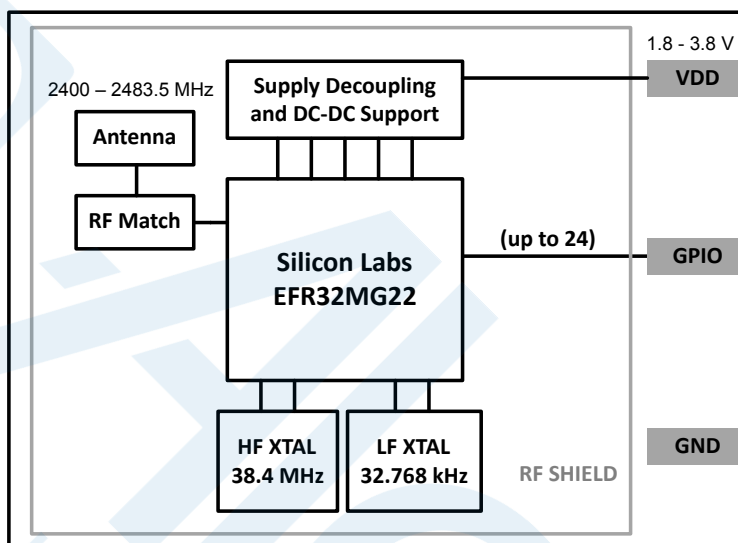 1.8 - 3.8 V
VDD
Supply Decoupling
and DC-DC Support
2400 – 2483.5 MHz
Antenna
RF Match
(up to 24)
GPIO
Silicon Labs
EFR32MG22
HF XTAL
38.4 MHz
LF XTAL
32.768 kHz
RF SHIELD
GND